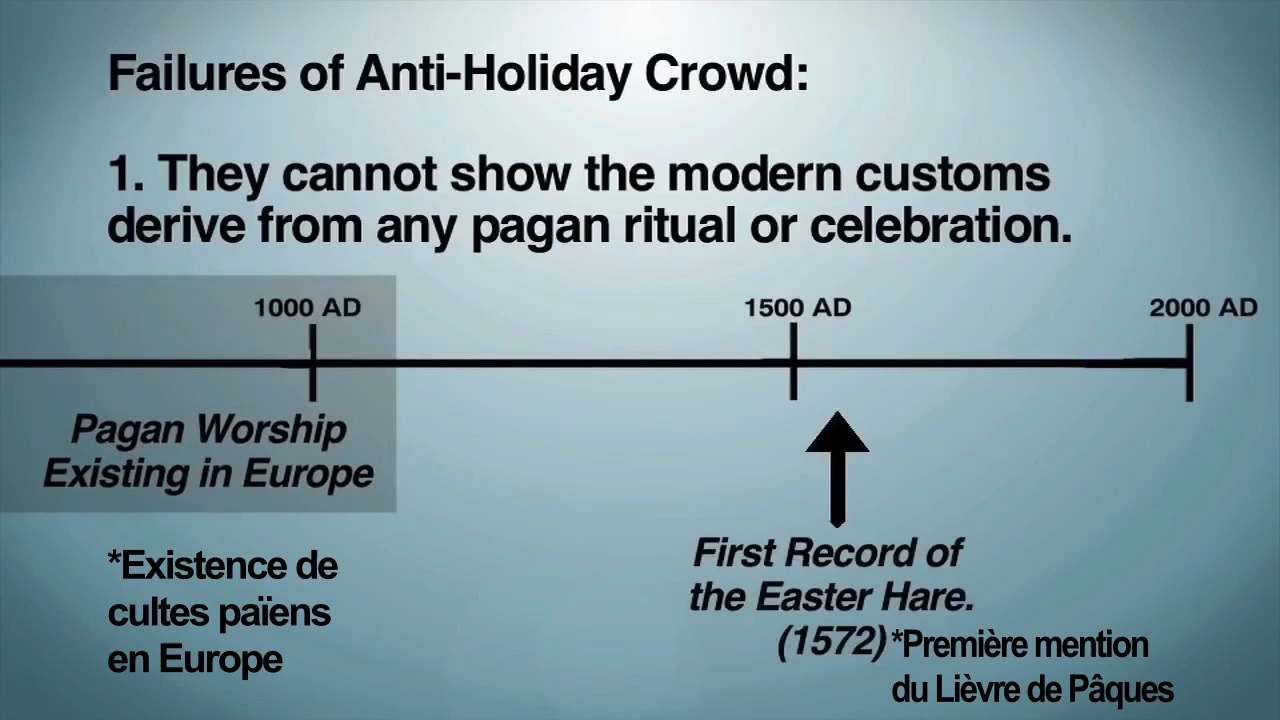 Failures of Anti-Holiday Crowd:
1. They cannot show the modern customs
derive from any pagan ritual or celebration.
1000 AD
1500 AD
2000 AD
Pagan Worship
Existing in Europe
*Existence de
cultes païens
en Europe
First Record of
the Easter Hare.
(1572)
*Première mention
du Lièvre de Pâques